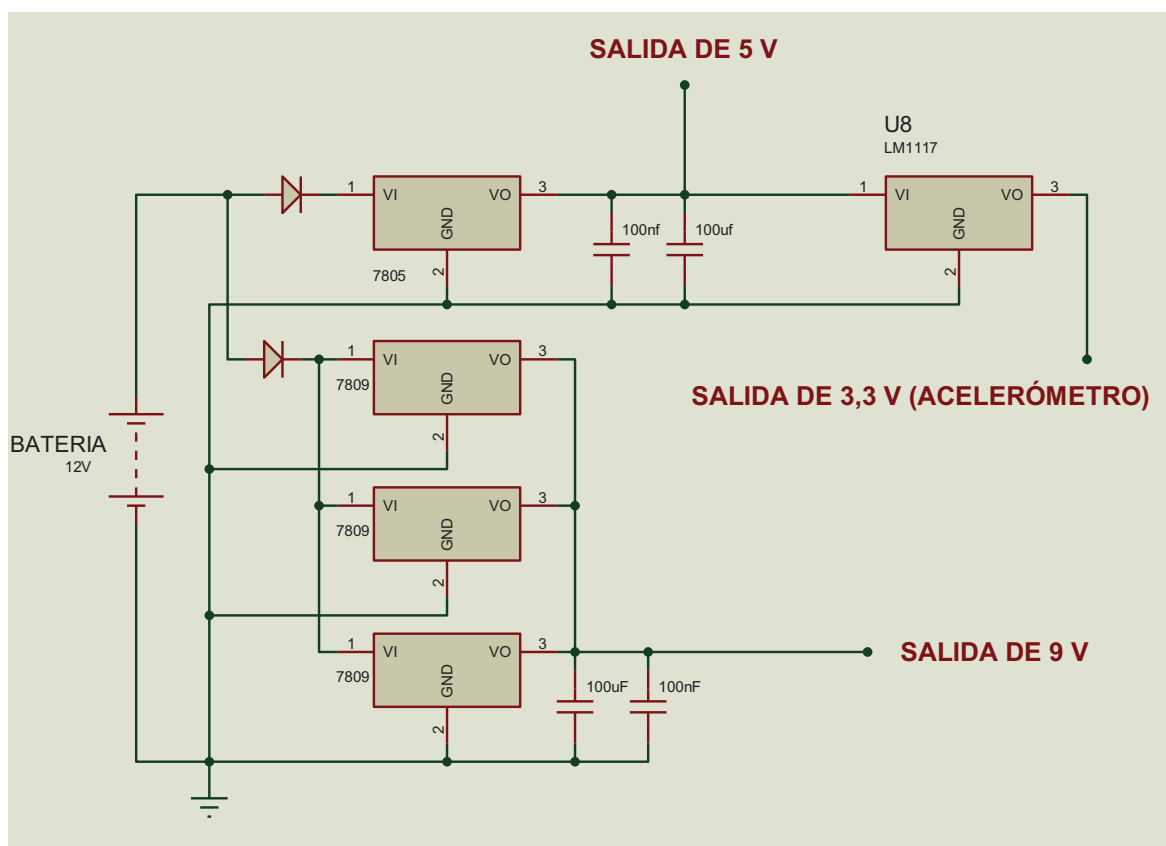 SALIDA DE 5 V
U8
LM1117
1
VI
VO
3
GND
2
7805
100nf
100uf
1
VI
VO
3
GND
2
1
VI
VO
3
GND
2
7809
SALIDA DE 3,3 V (ACELERÓMETRO)
BATERIA
12V
1
VI
VO
3
GND
2
7809
1
VI
VO
3
GND
2
7809
SALIDA DE 9 V
100uF
100nF